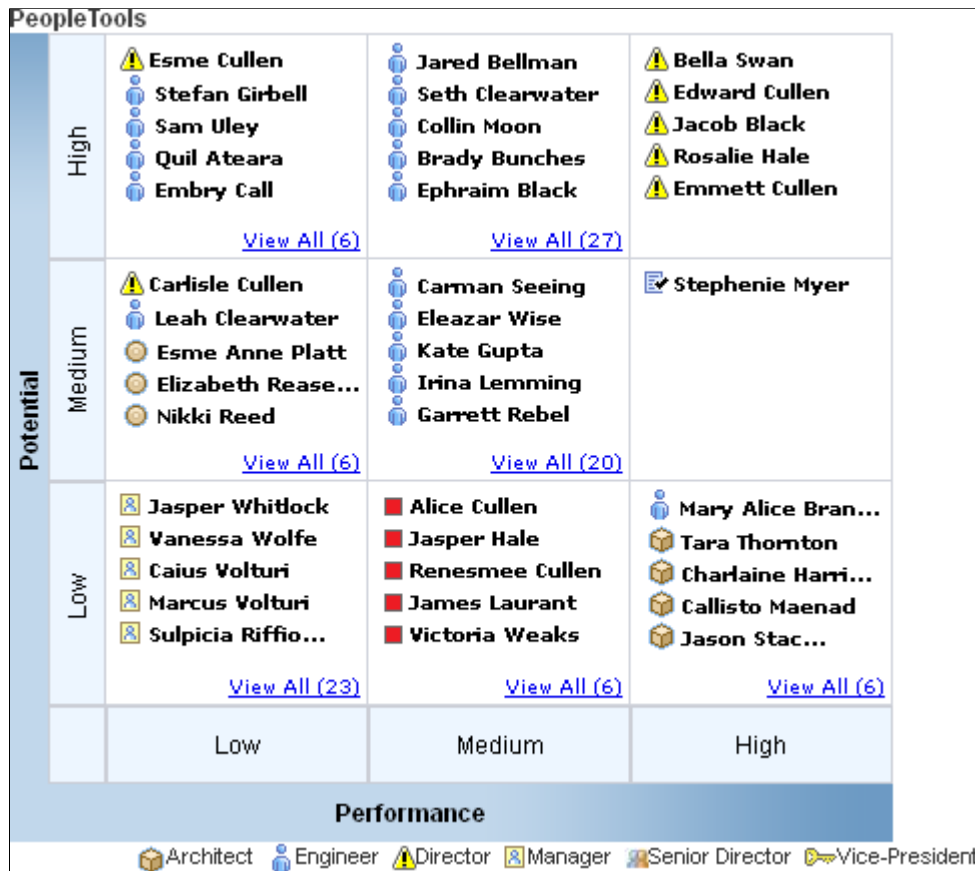 PeopleTools
Potential
High
Esme Cullen
Stefan Girbell
Sam Uley
Quil Ateara
Embry Call
View All (6)
Jared Bellman
Seth Clearwater
Collin Moon
Brady Bunches
Ephraim Black
View All (27)
Bella Swan
Edward Cullen
Jacob Black
Rosalie Hale
Emmett Cullen
Medium
Carlisle Cullen
Leah Clearwater
Esme Anne Platt
Elizabeth Rease...
Nikki Reed
View All (6)
Carman Seeing
Eleazar Wise
Kate Gupta
Irina Lemming
Garrett Rebel
View All (20)
Stephenie Myer
Low
Jasper Whitlock
Vanessa Wolfe
Caius Volturi
Marcus Volturi
Sulpicia Riffio...
View All (23)
Alice Cullen
Jasper Hale
Renesmee Cullen
James Laurant
Victoria Weaks
View All (6)
Mary Alice Bran...
Tara Thornton
Charlaine Harri...
Callisto Maenad
Jason Stac...
View All (6)
Low Medium High
Performance
Architect Engineer Director Manager Senior Director Vice-President